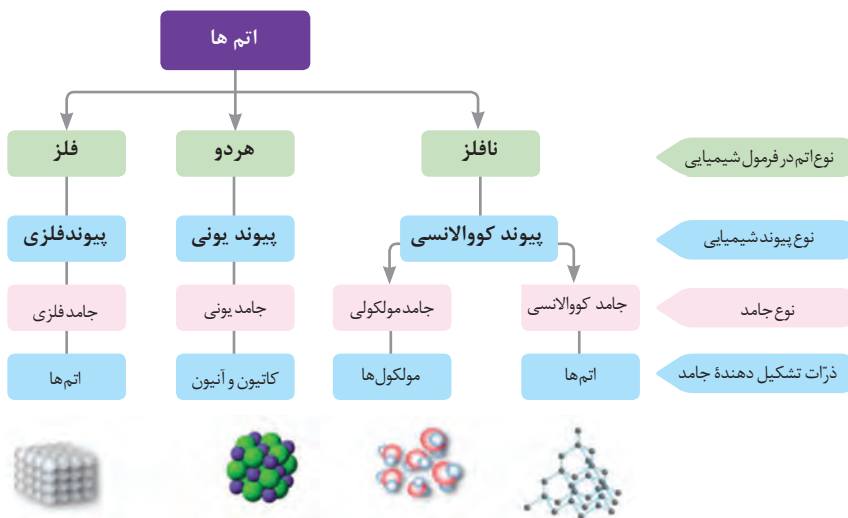 اتم ها
نوع اتم در فرمول شیمیایی
نافلز
هر دو
فلز
نوع پیوند شیمیایی
پیوند کووالانسی
پیوند یونی
پیوند فلزی
نوع جامد
جامد کووالانسی
جامد مولکولی
جامد یونی
جامد فلزی
ذرّات تشکیل دهندهٔ جامد
اتم‌ها
مولکول‌ها
کاتیون و آنیون
اتم‌ها